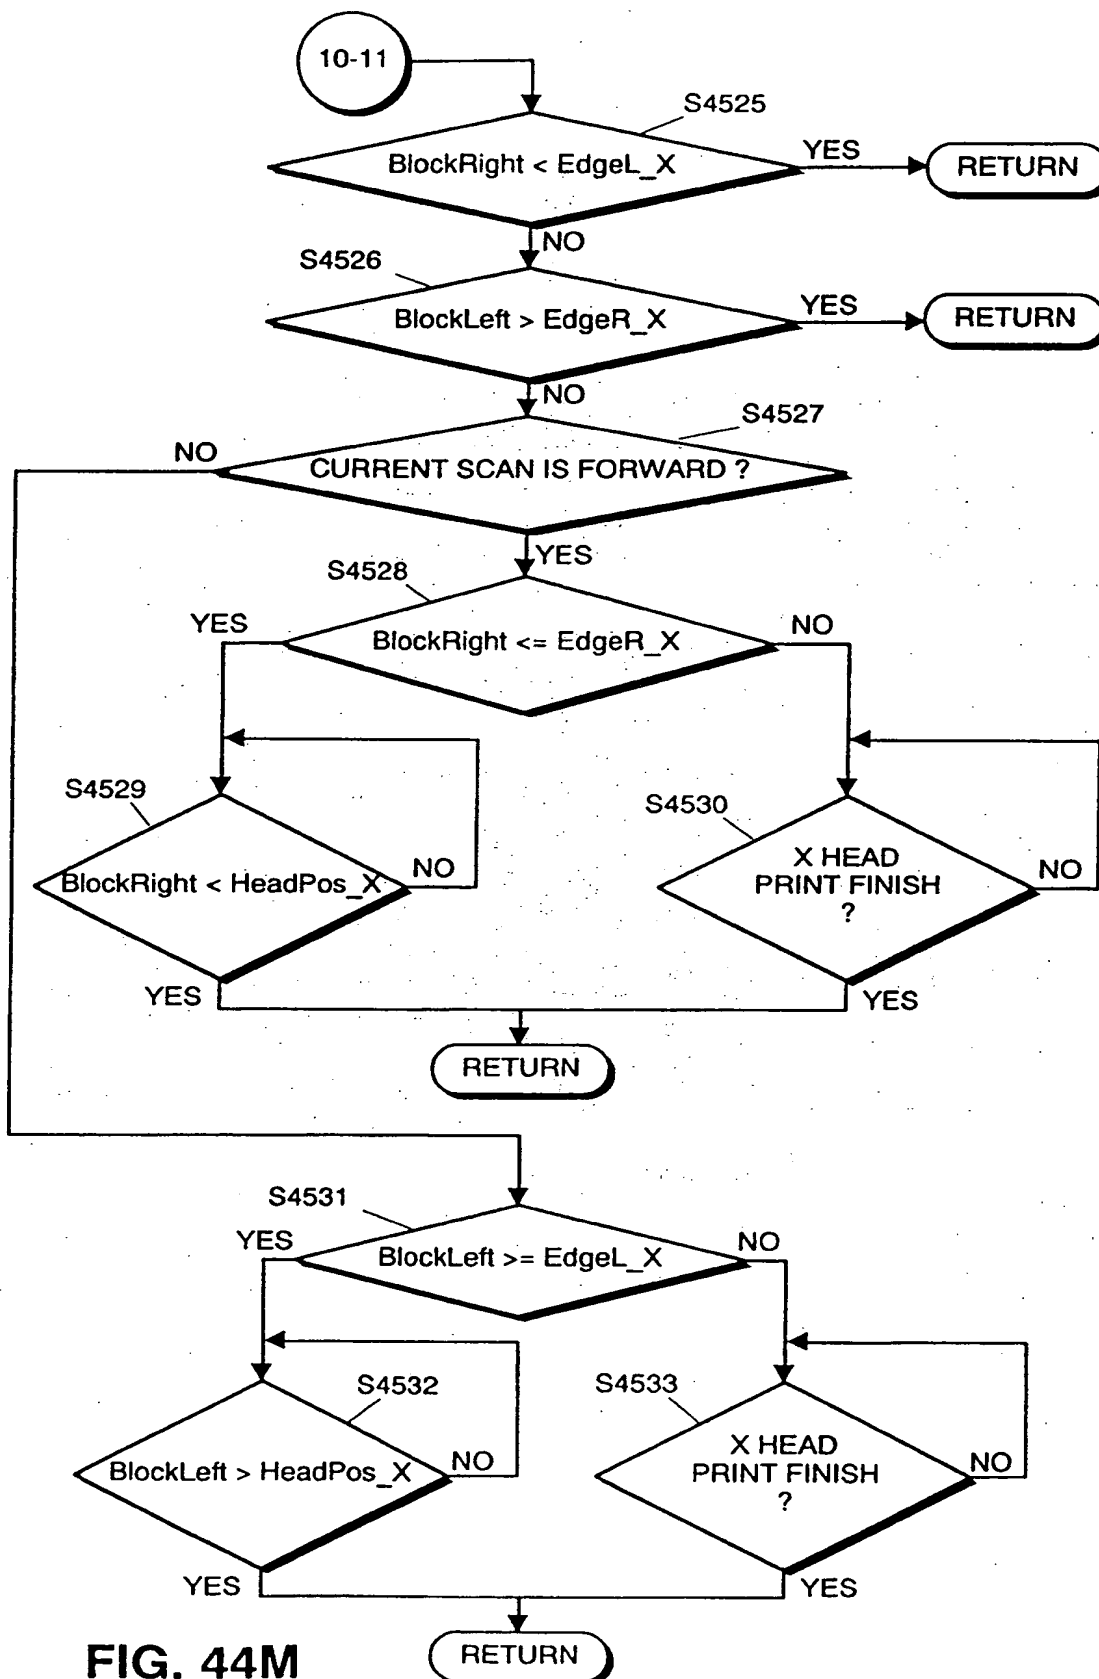 10-11
S4525
BlockRight < EdgeL_X
YES
RETURN
NO
S4526
BlockLeft > EdgeR_X
YES
RETURN
NO
S4527
NO
CURRENT SCAN IS FORWARD ?
YES
S4528
YES
BlockRight <= EdgeR_X
NO
S4529
BlockRight < HeadPos_X
NO
S4530
X HEAD
PRINT FINISH
?
NO
YES
YES
RETURN
S4531
YES
BlockLeft >= EdgeL_X
NO
S4532
BlockLeft > HeadPos_X
NO
S4533
X HEAD
PRINT FINISH
?
NO
YES
YES
RETURN
FIG. 44M